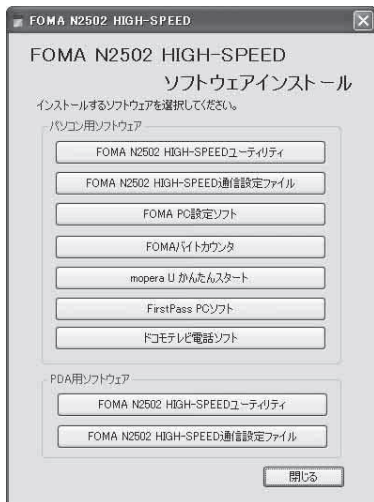 FOMA N2502 HIGH-SPEED
FOMA N2502 HIGH-SPEED
ソフトウェアインストール
インストールするソフトウェアを選択してください。
パソコン用ソフトウェア
FOMA N2502 HIGH-SPEEDユーティリティ
FOMA N2502 HIGH-SPEED通信設定ファイル
FOMA PC設定ソフト
FOMAバイトカウンタ
mopera U かんたんスタート
FirstPass PCソフト
ドコモテレビ電話ソフト
PDA用ソフトウェア
FOMA N2502 HIGH-SPEEDユーティリティ
FOMA N2502 HIGH-SPEED通信設定ファイル
閉じる